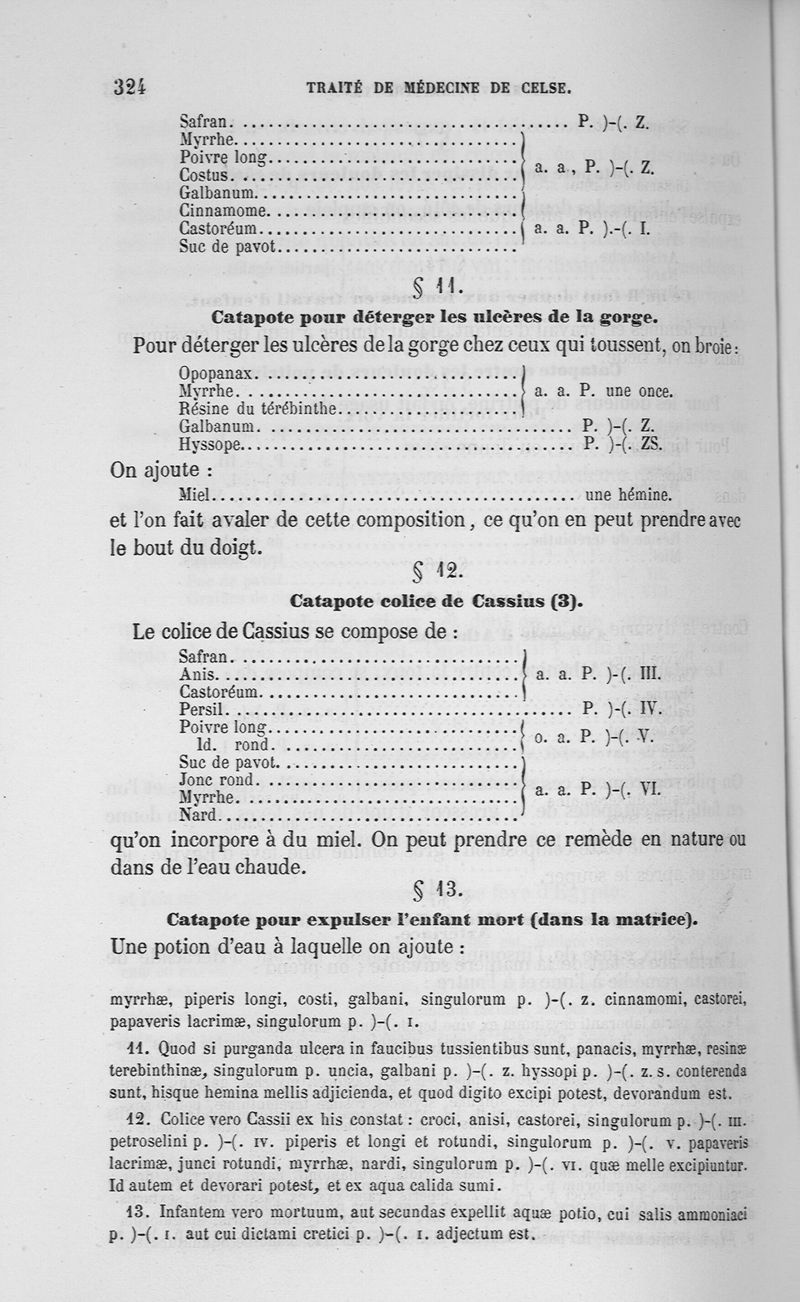 324 TRAITÉ DE MÉDECINE DE CELSE.
Safran. ........................................ P. )-(. Z.
Myrrhe..................................
Poivre long..............................
Costus. ................................. a. a, P. )-(. Z.
Galbanum...............................
Cinnamome. .............................
Castoréum............................... a. a. P. ).-(. I.
Suc de pavot.............................
§ 11.
Catapote pour déterger les ulcères de la gorge.
Pour déterger les ulcères de la gorge chez ceux qui toussent, on broie :
Opopanax. ...............................
Myrrhe. ................................. a. a. P. une once.
Résine du térébinthe......................
Galbanum. ..................................... P. )-(. Z.
Hyssope........................................ P. )-(. ZS.
On ajoute :
Miel........................................... une hémine.
et l'on fait avaler de cette composition, ce qu'on en peut prendre avec
le bout du doigt.
§ 12.
Catapote colice de Cassius (3).
Le colice de Cassius se compose de :
Safran. ..................................
Anis. .................................... a. a. P. )-(. III.
Castoréum. ...............................
Persil. ......................................... P. )-(. IV.
Poivre long..............................
Id. rond. ............................ o. a. P. )-(. V.
Suc de pavot. ............................
Jonc rond. ...............................
Myrrhe. .................................. a. a. P. )-(. VI.
Nard.....................................
qu'on incorpore à du miel. On peut prendre ce remède en nature ou
dans de l'eau chaude.
§ 13.
Catapote pour expulser l'enfant mort (dans la matrice).
Une potion d'eau à laquelle on ajoute :
myrrhæ, piperis longi, costi, galbani, singulorum p. )-(. z. cinnamomi, castorei,
papaveris lacrimæ, singulorum p. )-(. I.
11. Quod si purganda ulcera in faucibus tussientibus sunt, panacis, myrrhæ, resinæ
terebinthinæ, singulorum p. uncia, galbani p. )-(. z. hyssopi p. )-(. z. s. conterenda
sunt, hisque hemina mellis adjicienda, et quod digito excipi potest, devorandum est.
12. Colice vero Cassii ex his constat : croci, anisi, castorei, singulorum p. )-(. III.
petroselini p. )-(. IV. piperis et longi et rotundi, singulorum p. )-(. V. papaveris
lacrimæ, junci rotundi, myrrhæ, nardi, singulorum p. )-(. VI. quæ melle excipiuntur.
Id autem et devorari potest, et ex aqua calida sumi.
13. Infantem vero mortuum, aut secundas expellit aquæ potio, cui salis ammoniaci
p. )-(. I. aut cui dictami cretici p. )-(. I. adjectum est.